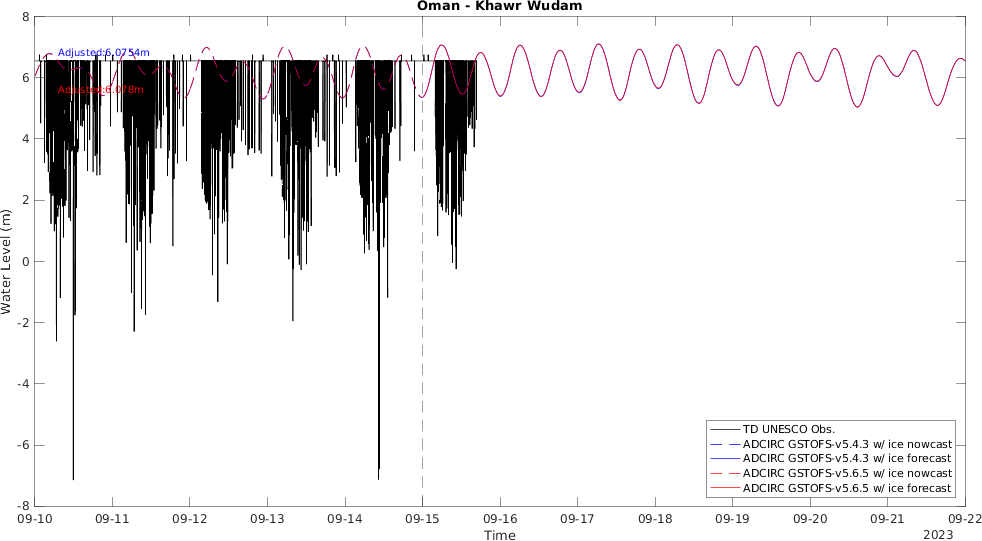 Oman - Khawr Wudam
8
6
4
2
0
-2
-4
-6
-8
Water Level (m)
Adjusted:6.0754m
Adjusted:6.078m
TD UNESCO Obs.
ADCIRC GSTOFS-v5.4.3 w/ ice nowcast
ADCIRC GSTOFS-v5.4.3 w/ ice forecast
ADCIRC GSTOFS-v5.6.5 w/ ice nowcast
ADCIRC GSTOFS-v5.6.5 w/ ice forecast
09-10 09-11 09-12 09-13 09-14 09-15 09-16 09-17 09-18 09-19 09-20 09-21 09-22
Time
2023